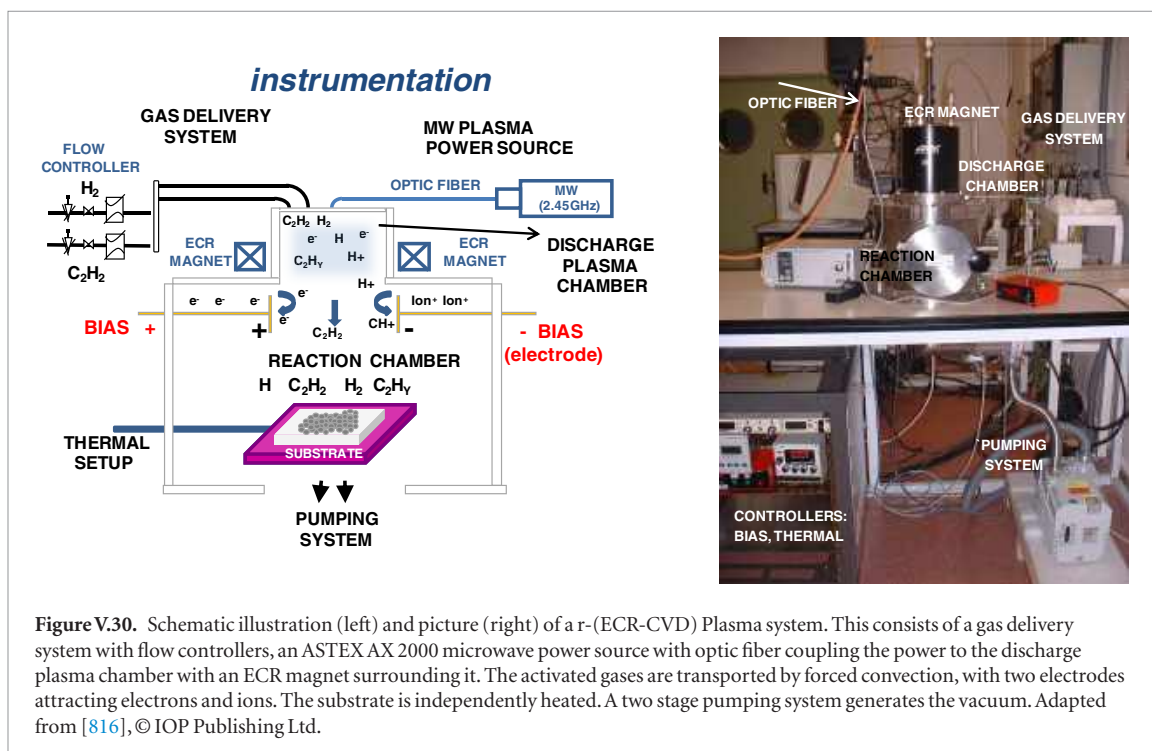 instrumentation
GAS DELIVERY
SYSTEM
MW PLASMA
POWER SOURCE
FLOW
CONTROLLER
H₂
C₂H₂
OPTIC FIBER
MW
(2.45GHz)
C₂H₂ H₂
e⁻ H e⁻
C₂HY H+
ECR
MAGNET
ECR
MAGNET
DISCHARGE
PLASMA
CHAMBER
e⁻ e⁻ e⁻ e⁻
H+
Ion⁺ Ion⁺
BIAS +
+
e⁻
C₂H₂
CH+
-
- BIAS
(electrode)
REACTION CHAMBER
H C₂H₂ H₂ C₂HY
THERMAL
SETUP
SUBSTRATE
PUMPING
SYSTEM
OPTIC FIBER
ECR MAGNET
GAS DELIVERY
SYSTEM
DISCHARGE
CHAMBER
REACTION
CHAMBER
PUMPING
SYSTEM
CONTROLLERS:
BIAS, THERMAL
Figure V.30. Schematic illustration (left) and picture (right) of a r-(ECR-CVD) Plasma system. This consists of a gas delivery
system with flow controllers, an ASTEX AX 2000 microwave power source with optic fiber coupling the power to the discharge
plasma chamber with an ECR magnet surrounding it. The activated gases are transported by forced convection, with two electrodes
attracting electrons and ions. The substrate is independently heated. A two stage pumping system generates the vacuum. Adapted
from [816], © IOP Publishing Ltd.